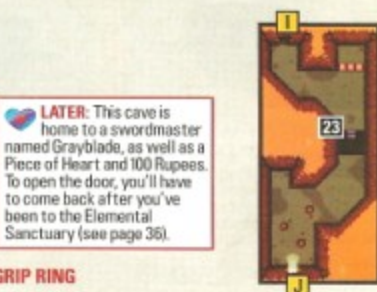 LATER: This cave is
home to a swordmaster
named Grayblade, as well as a
Piece of Heart and 100 Rupees.
To open the door, you'll have
to come back after you've
been to the Elemental
Sanctuary (see page 36).
GRIP RING
I
23
J